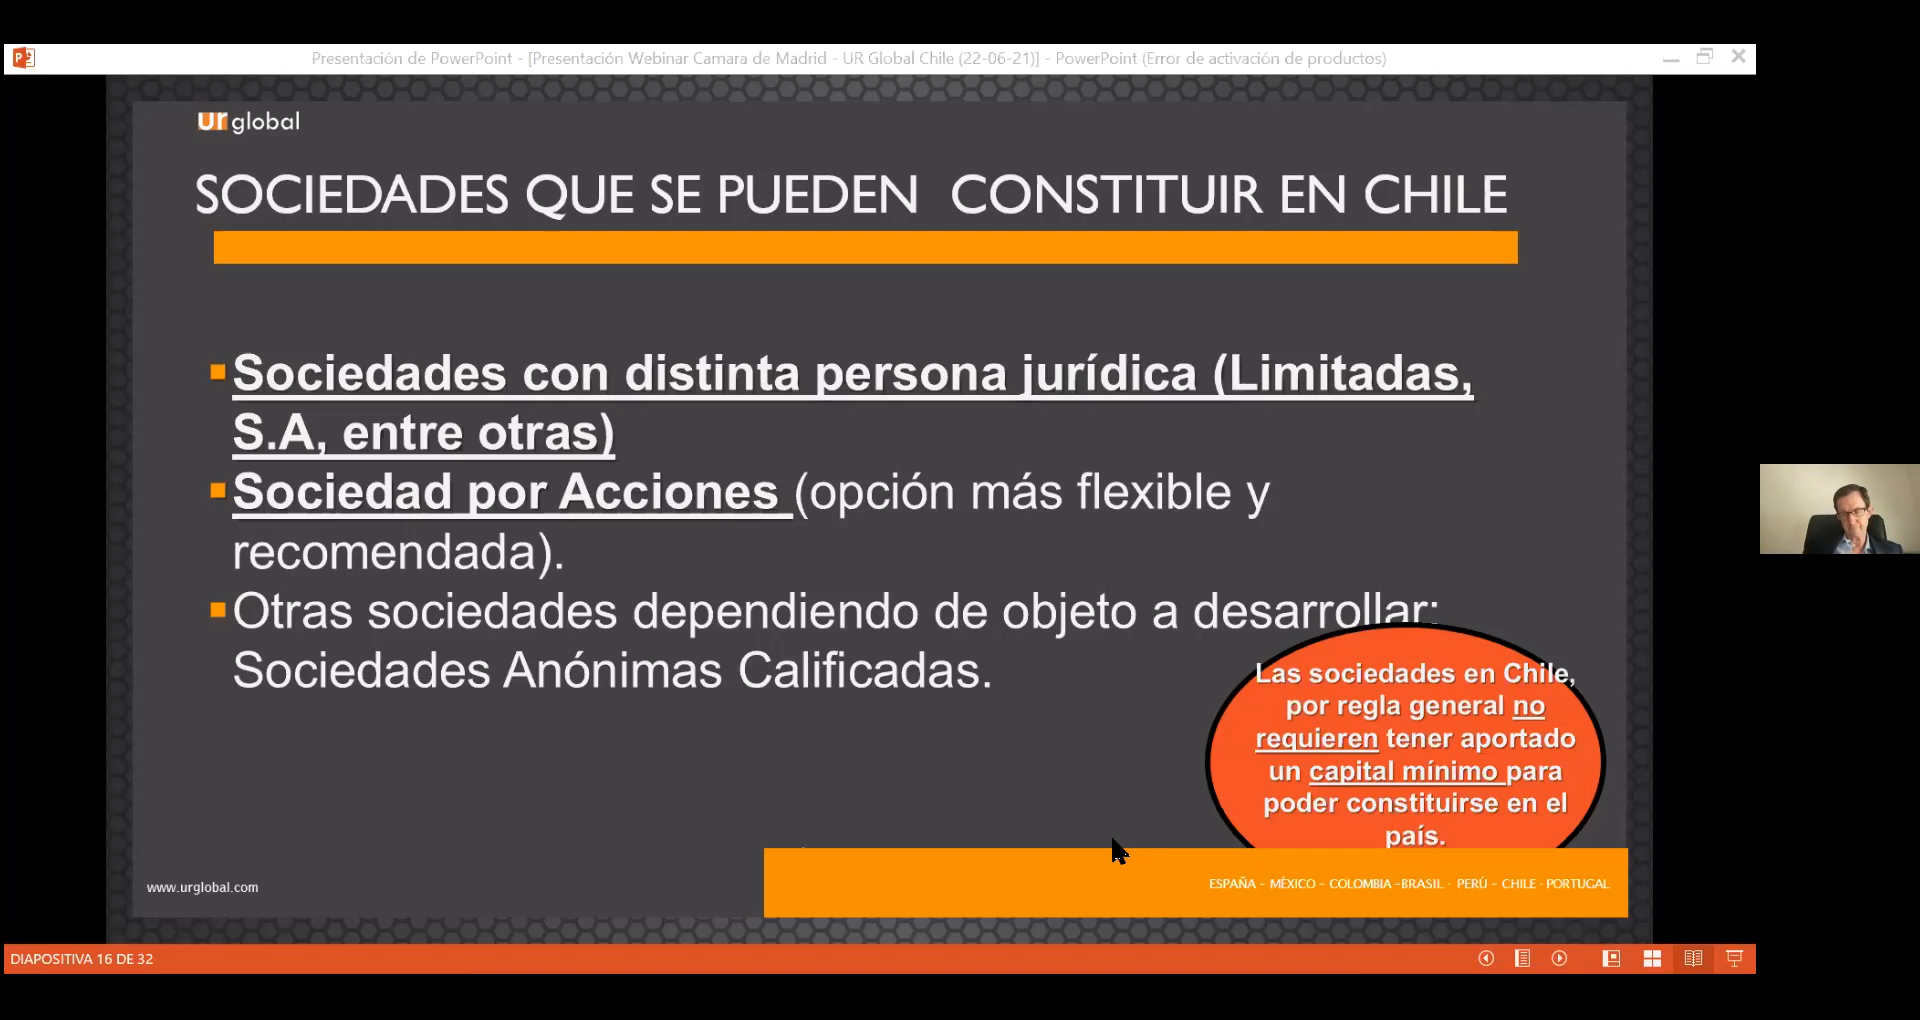 Presentación de PowerPoint - [Presentación Webinar Camara de Madrid - UR Global Chile (22-06-21)] - PowerPoint (Error de activación de productos)
ur global
SOCIEDADES QUE SE PUEDEN CONSTITUIR EN CHILE
Sociedades con distinta persona jurídica (Limitadas,
S.A, entre otras)
Sociedad por Acciones (opción más flexible y
recomendada).
Otras sociedades dependiendo de objeto a desarrollar:
Sociedades Anónimas Calificadas.
Las sociedades en Chile,
por regla general no
requieren tener aportado
un capital mínimo para
poder constituirse en el
país.
www.urglobal.com
ESPAÑA – MÉXICO – COLOMBIA –BRASIL · PERÚ – CHILE · PORTUGAL
DIAPOSITIVA 16 DE 32